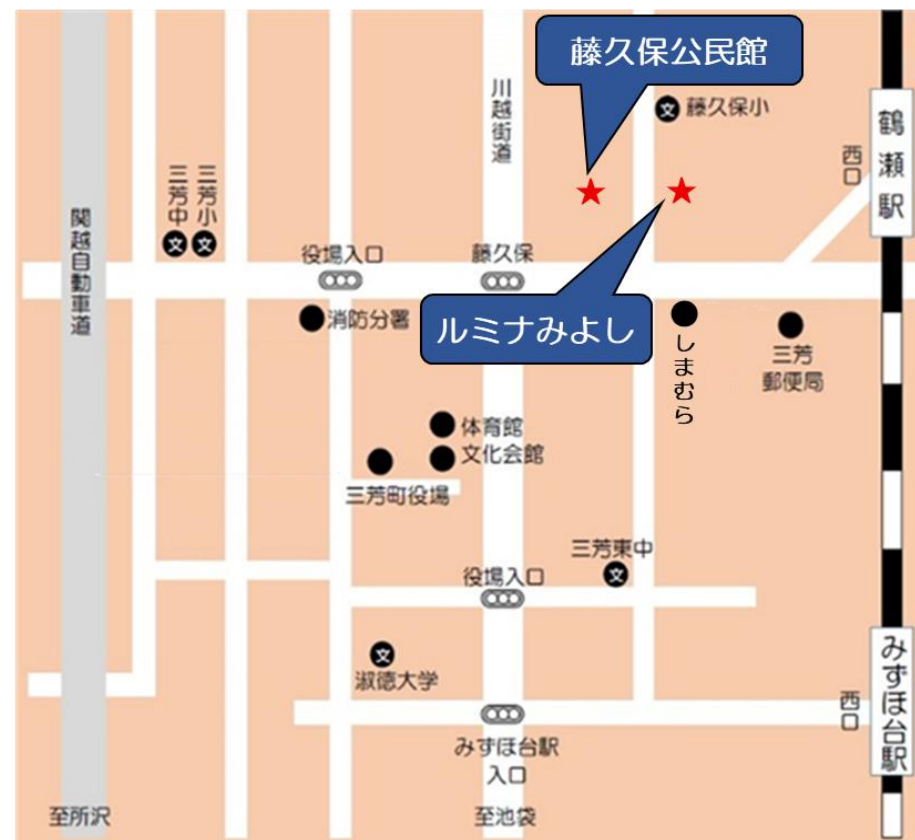 藤久保公民館
川越街道
文
藤久保小
鶴瀬駅
西口
三芳中
三芳小
文
文
関越自動車道
役場入口
藤久保
消防分署
ルミナみよし
しまむら
三芳
郵便局
体育館
文化会館
三芳町役場
三芳東中
文
役場入口
文
淑徳大学
みずほ台駅
西口
みずほ台駅
入口
至所沢
至池袋